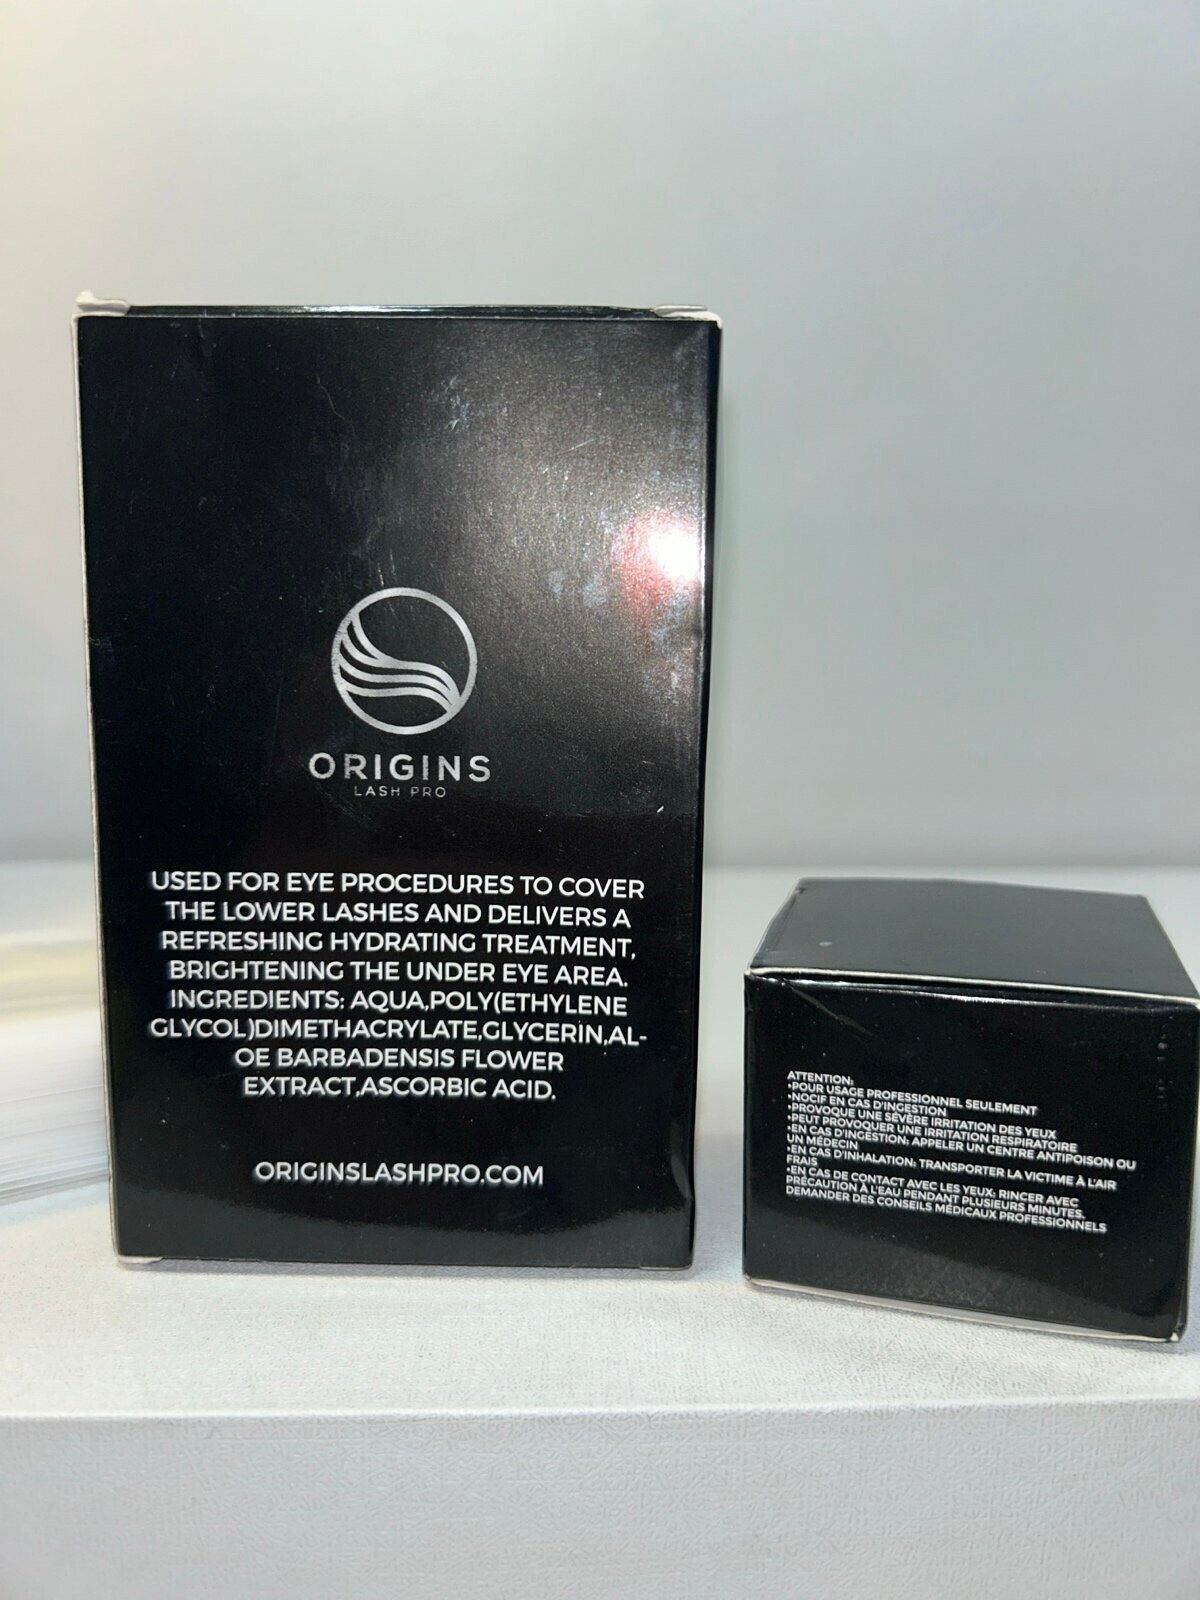 ORIGINS
LASH PRO
USED FOR EYE PROCEDURES TO COVER
THE LOWER LASHES AND DELIVERS A
REFRESHING HYDRATING TREATMENT,
BRIGHTENING THE UNDER EYE AREA.
INGREDIENTS: AQUA,POLY(ETHYLENE
GLYCOL)DIMETHACRYLATE,GLYCERIN,AL-
OE BARBADENSIS FLOWER
EXTRACT,ASCORBIC ACID.
ORIGINSLASHPRO.COM
ATTENTION:
•POUR USAGE PROFESSIONNEL SEULEMENT
•NOCIF EN CAS D'INGESTION
•PROVOQUE UNE SÉVÈRE IRRITATION DES YEUX
•PEUT PROVOQUER UNE IRRITATION RESPIRATOIRE
•EN CAS D'INGESTION: APPELER UN CENTRE ANTIPOISON OU
UN MÉDECIN
•EN CAS D'INHALATION: TRANSPORTER LA VICTIME À L'AIR
FRAIS
•EN CAS DE CONTACT AVEC LES YEUX: RINCER AVEC
PRÉCAUTION À L'EAU PENDANT PLUSIEURS MINUTES.
DEMANDER DES CONSEILS MÉDICAUX PROFESSIONNELS